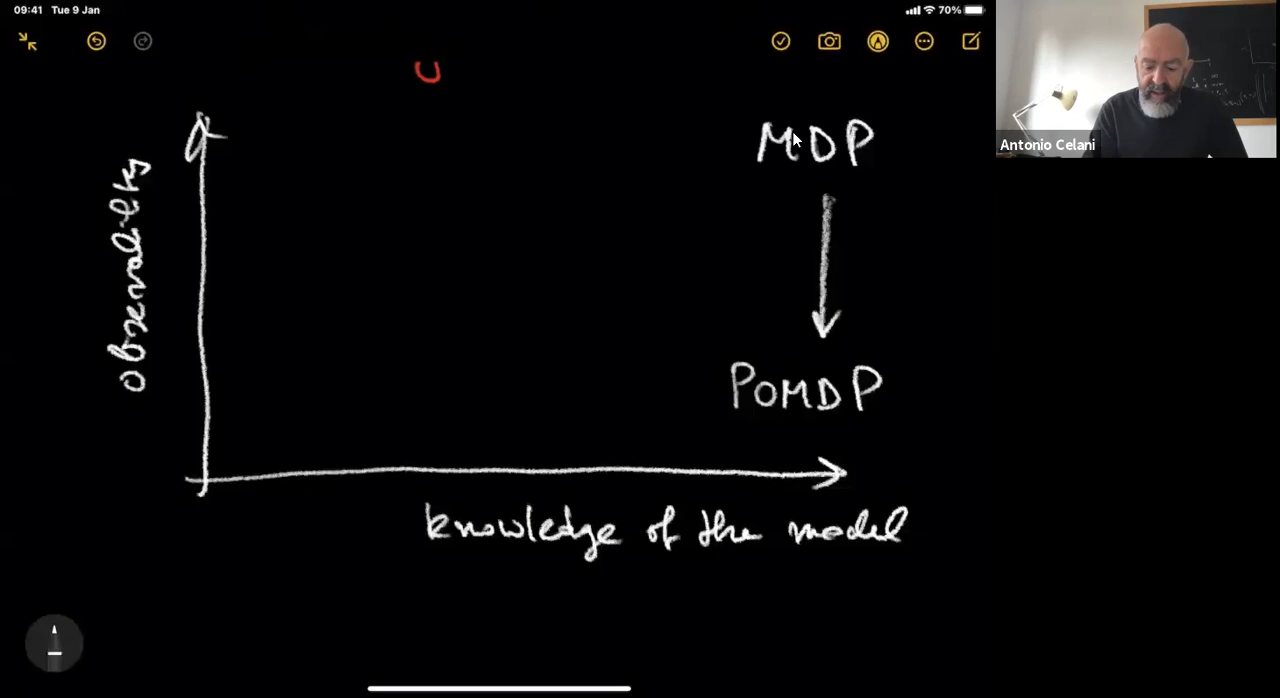 09:41 Tue 9 Jan
70%
Antonio Celani
MDP
observability
POMDP
knowledge of the model